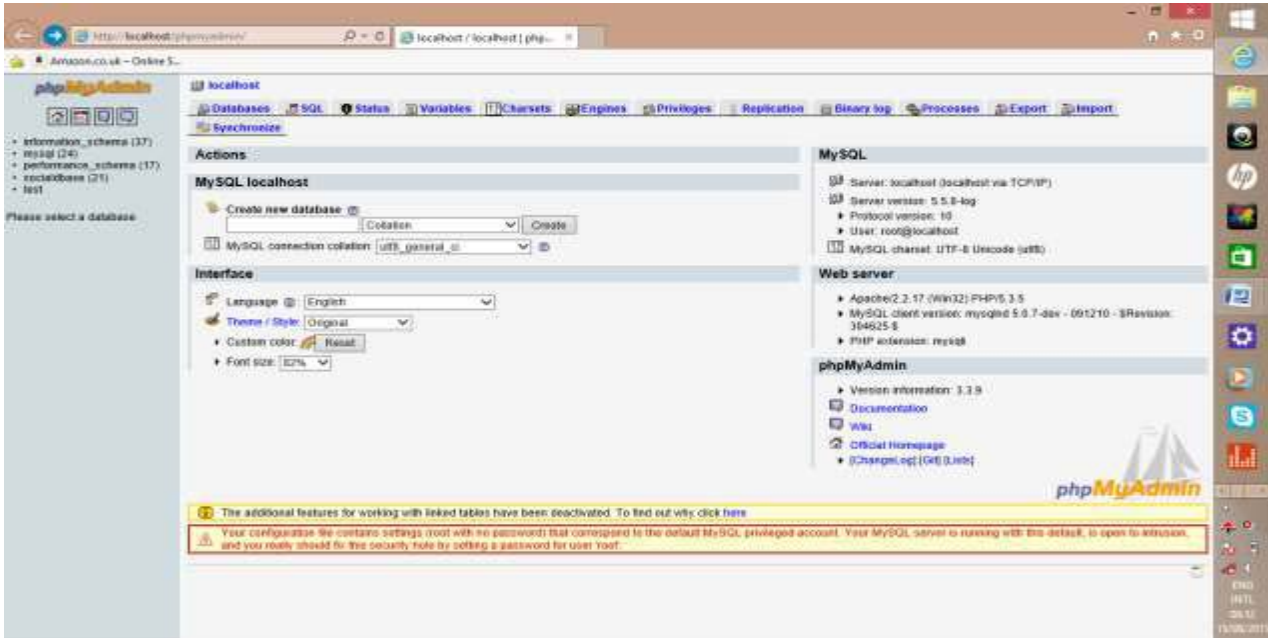 http://localhost/phpmyadmin/
localhost / localhost | php...
Amazon.co.uk – Online S...
phpMyAdmin
localhost
Databases SQL Status Variables Charsets Engines Privileges Replication Binary log Processes Export Import
Synchronize
information_schema (37)
mysql (24)
performance_schema (17)
socialdbase (21)
test
Please select a database
Actions
MySQL localhost
Create new database
Collation Create
MySQL connection collation: utf8_general_ci
Interface
Language: English
Theme / Style: Original
Custom color: Reset
Font size: 82%
MySQL
Server: localhost (localhost via TCP/IP)
Server version: 5.5.8-log
Protocol version: 10
User: root@localhost
MySQL charset: UTF-8 Unicode (utf8)
Web server
Apache/2.2.17 (Win32) PHP/5.3.5
MySQL client version: mysqlnd 5.0.7-dev - 091210 - $Revision:
304625 $
PHP extension: mysqli
phpMyAdmin
Version information: 3.3.9
Documentation
Wiki
Official Homepage
[ChangeLog] [Git] [Lists]
phpMyAdmin
The additional features for working with linked tables have been deactivated. To find out why click here
Your configuration file contains settings (root with no password) that correspond to the default MySQL privileged account. Your MySQL server is running with this default, is open to intrusion,
and you really should fix this security hole by setting a password for user 'root'.
hp
ENG
INTL